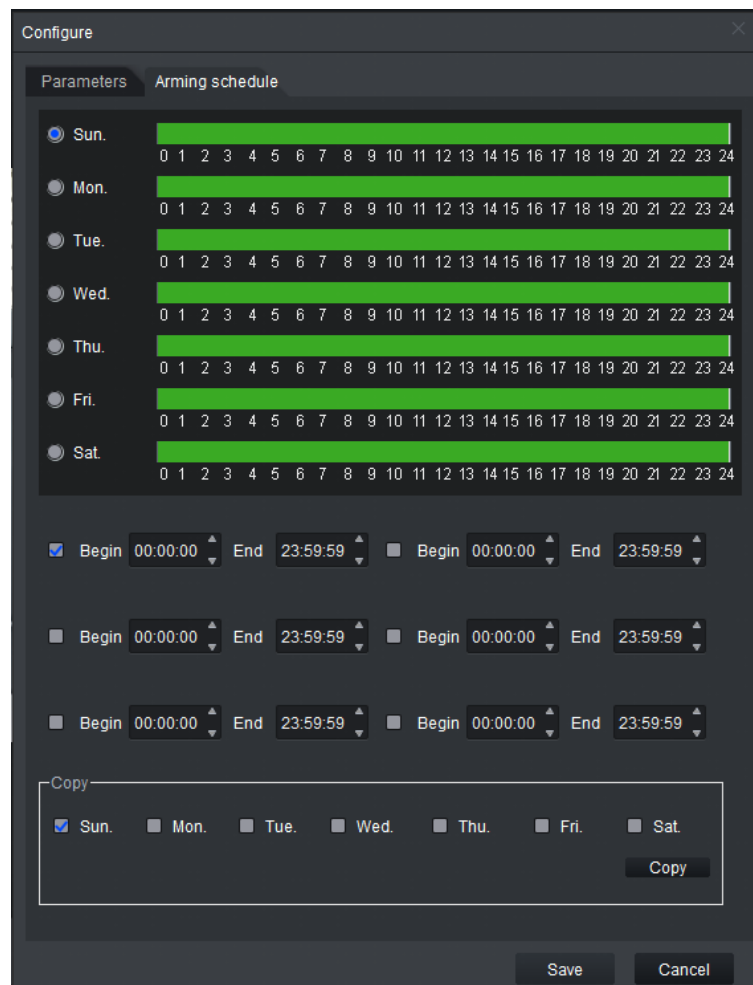 Configure
Parameters Arming schedule
Sun.
0 1 2 3 4 5 6 7 8 9 10 11 12 13 14 15 16 17 18 19 20 21 22 23 24
Mon.
0 1 2 3 4 5 6 7 8 9 10 11 12 13 14 15 16 17 18 19 20 21 22 23 24
Tue.
0 1 2 3 4 5 6 7 8 9 10 11 12 13 14 15 16 17 18 19 20 21 22 23 24
Wed.
0 1 2 3 4 5 6 7 8 9 10 11 12 13 14 15 16 17 18 19 20 21 22 23 24
Thu.
0 1 2 3 4 5 6 7 8 9 10 11 12 13 14 15 16 17 18 19 20 21 22 23 24
Fri.
0 1 2 3 4 5 6 7 8 9 10 11 12 13 14 15 16 17 18 19 20 21 22 23 24
Sat.
0 1 2 3 4 5 6 7 8 9 10 11 12 13 14 15 16 17 18 19 20 21 22 23 24
Begin 00:00:00 End 23:59:59 Begin 00:00:00 End 23:59:59
Begin 00:00:00 End 23:59:59 Begin 00:00:00 End 23:59:59
Begin 00:00:00 End 23:59:59 Begin 00:00:00 End 23:59:59
Copy
Sun. Mon. Tue. Wed. Thu. Fri. Sat.
Copy
Save Cancel